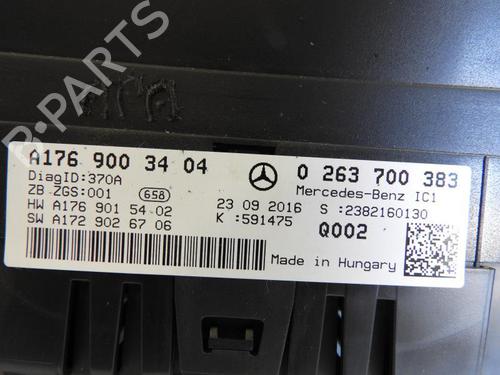 B-PARTS
A176 900 34 04
0 263 700 383
DiagID:370A
Mercedes-Benz IC1
ZB ZGS:001
658
23 09 2016
S :2382160130
HW A176 901 54 02
K :591475
SW A172 902 67 06
Q002
Made in Hungary